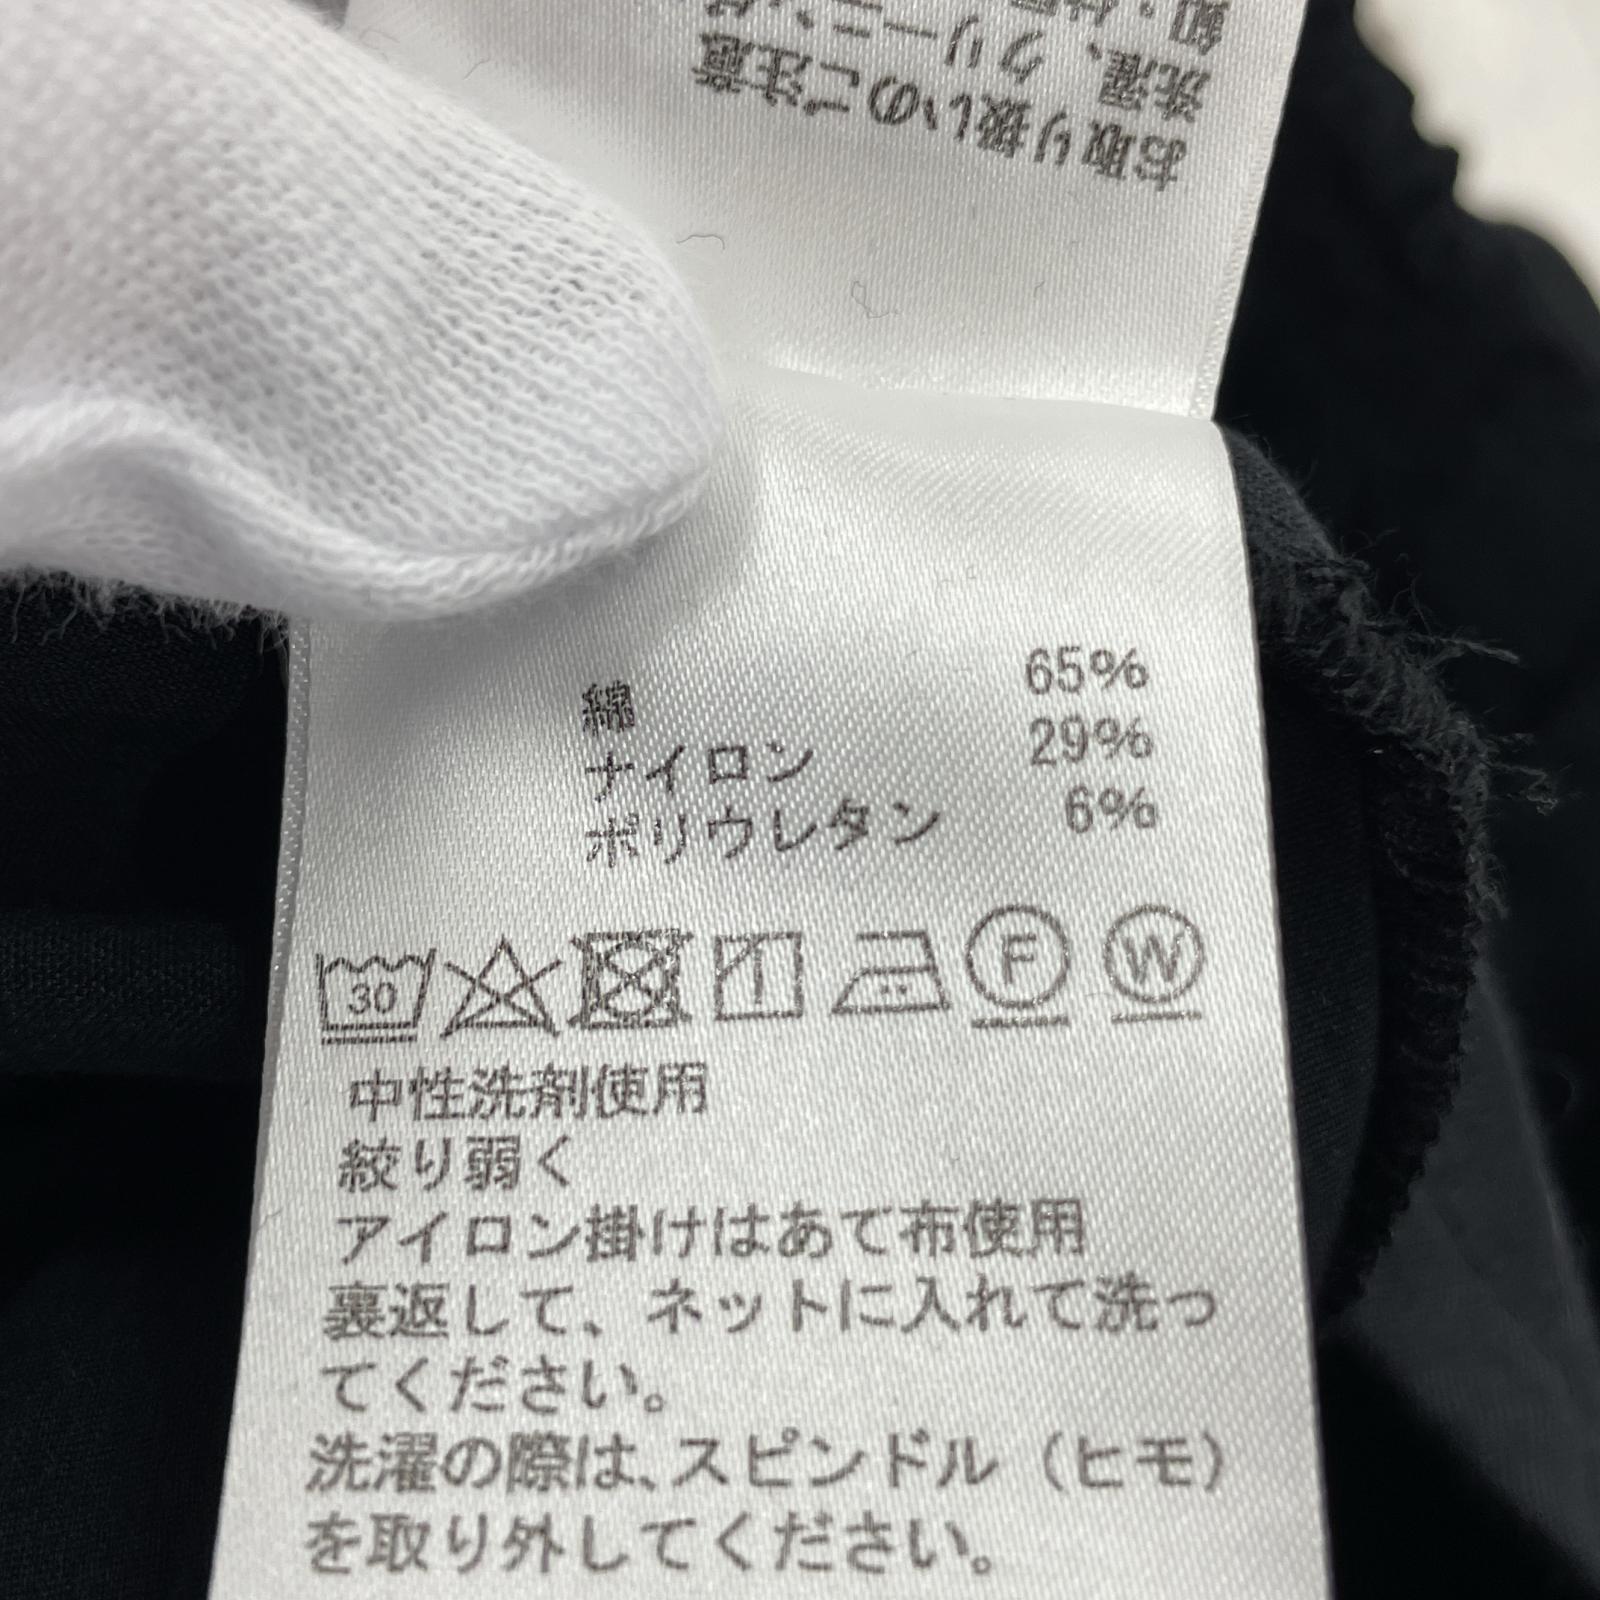 お取り扱いのご注意
洗濯、クリーニング
綿 65%
ナイロン 29%
ポリウレタン 6%
30
F
W
中性洗剤使用
絞り弱く
アイロン掛けはあて布使用
裏返して、ネットに入れて洗っ
てください。
洗濯の際は、スピンドル（ヒモ）
を取り外してください。